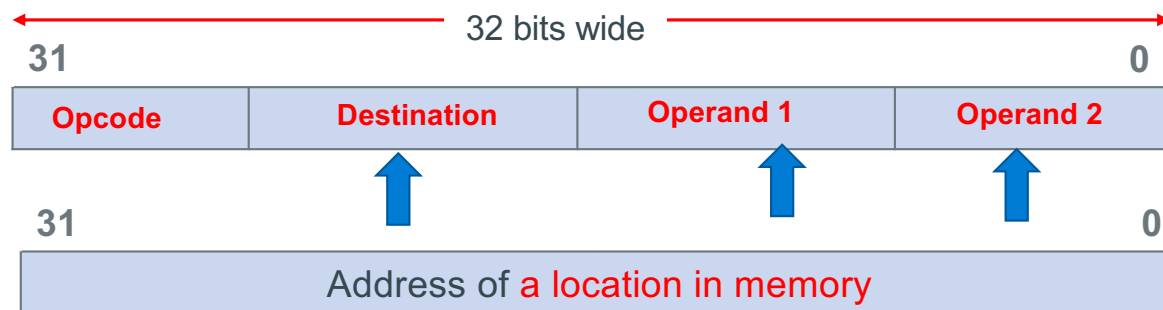 32 bits wide
31 0
Opcode Destination Operand 1 Operand 2
31 0
Address of a location in memory